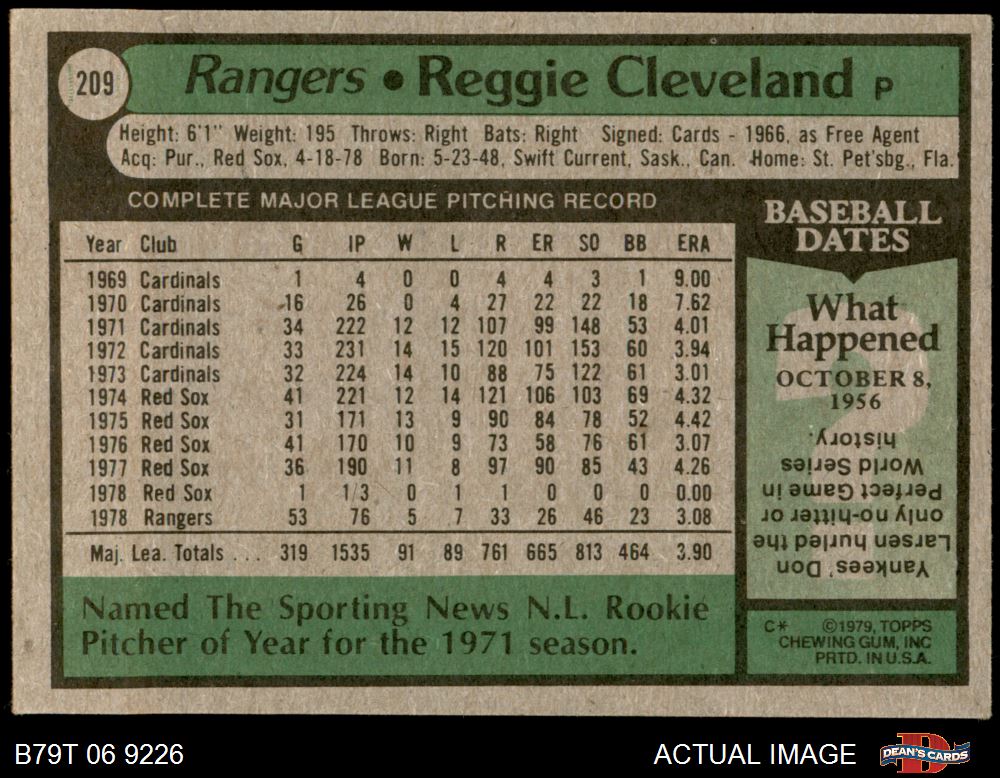 209
Rangers • Reggie Cleveland P
Height: 6'1" Weight: 195 Throws: Right Bats: Right Signed: Cards - 1966, as Free Agent
Acq: Pur., Red Sox, 4-18-78 Born: 5-23-48, Swift Current, Sask., Can. Home: St. Pet'sbg., Fla.
COMPLETE MAJOR LEAGUE PITCHING RECORD
Year Club G IP W L R ER SO BB ERA
1969 Cardinals 1 4 0 0 4 4 3 1 9.00
1970 Cardinals 16 26 0 4 27 22 22 18 7.62
1971 Cardinals 34 222 12 12 107 99 148 53 4.01
1972 Cardinals 33 231 14 15 120 101 153 60 3.94
1973 Cardinals 32 224 14 10 88 75 122 61 3.01
1974 Red Sox 41 221 12 14 121 106 103 69 4.32
1975 Red Sox 31 171 13 9 90 84 78 52 4.42
1976 Red Sox 41 170 10 9 73 58 76 61 3.07
1977 Red Sox 36 190 11 8 97 90 85 43 4.26
1978 Red Sox 1 1/3 0 1 1 0 0 0 0.00
1978 Rangers 53 76 5 7 33 26 46 23 3.08
Maj. Lea. Totals ... 319 1535 91 89 761 665 813 464 3.90
Named The Sporting News N.L. Rookie
Pitcher of Year for the 1971 season.
BASEBALL
DATES
What
Happened
OCTOBER 8,
1956
Yankees' Don
Larsen hurled the
only no-hitter or
Perfect Game in
World Series
history.
C* ©1979, TOPPS
CHEWING GUM, INC
PRTD. IN U.S.A.
B79T 06 9226
ACTUAL IMAGE
DEAN'S CARDS